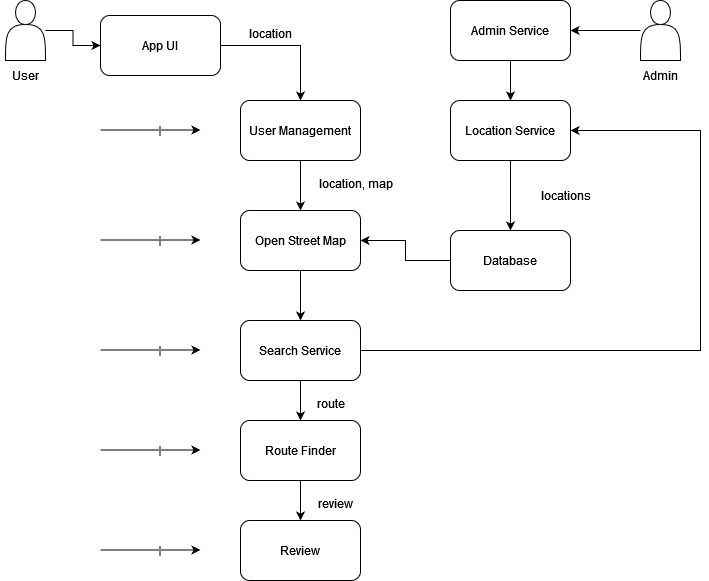 App UI
location
Admin Service
User
Admin
User Management
Location Service
location, map
locations
Open Street Map
Database
Search Service
route
Route Finder
review
Review